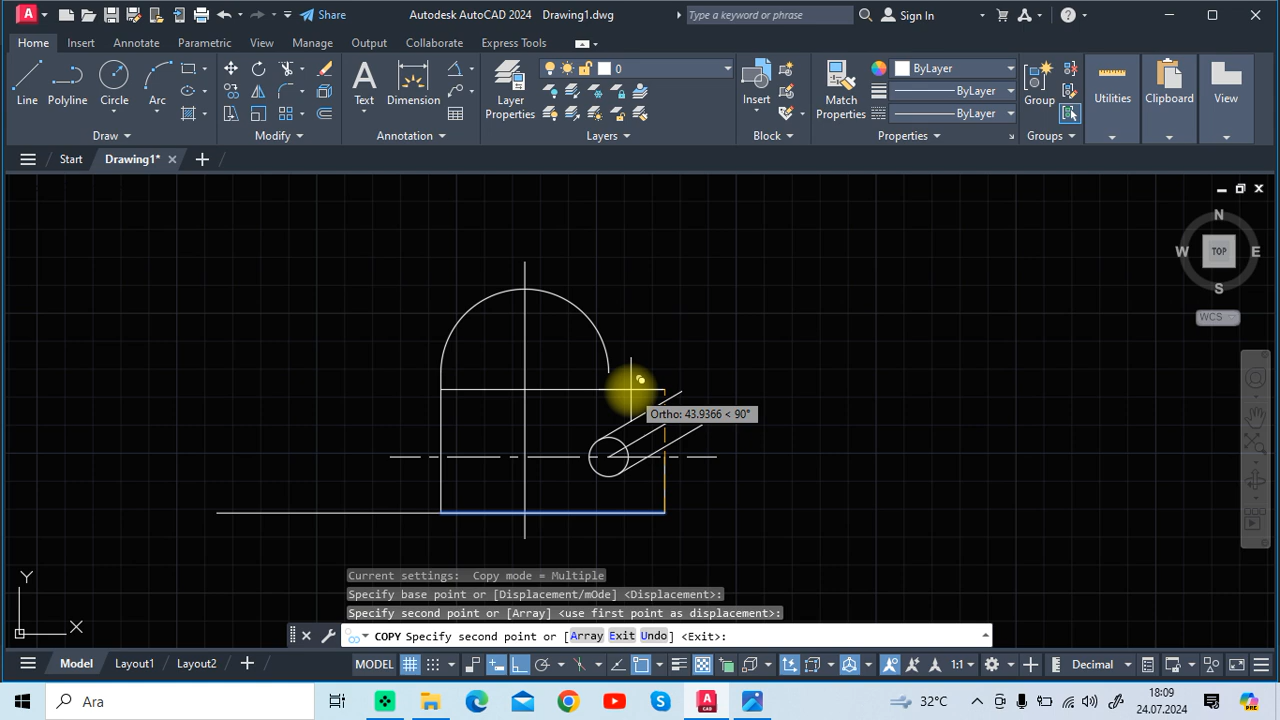 Share
Autodesk AutoCAD 2024 Drawing1.dwg
Type a keyword or phrase
Sign In
Home Insert Annotate Parametric View Manage Output Collaborate Express Tools
Line Polyline Circle Arc
Text Dimension
Layer Properties
0
Insert
Match Properties
ByLayer
ByLayer
ByLayer
Group Utilities Clipboard View
Draw Modify Annotation Layers Block Properties Groups
Start Drawing1*
N
W TOP E
S
WCS
Ortho: 43.9366 < 90°
Y
X
Current settings: Copy mode = Multiple
Specify base point or [Displacement/mOde] <Displacement>:
Specify second point or [Array] <use first point as displacement>:
COPY Specify second point or [Array Exit Undo] <Exit>:
Model Layout1 Layout2
MODEL 1:1 Decimal
Ara
32°C
18:09
24.07.2024
PRE